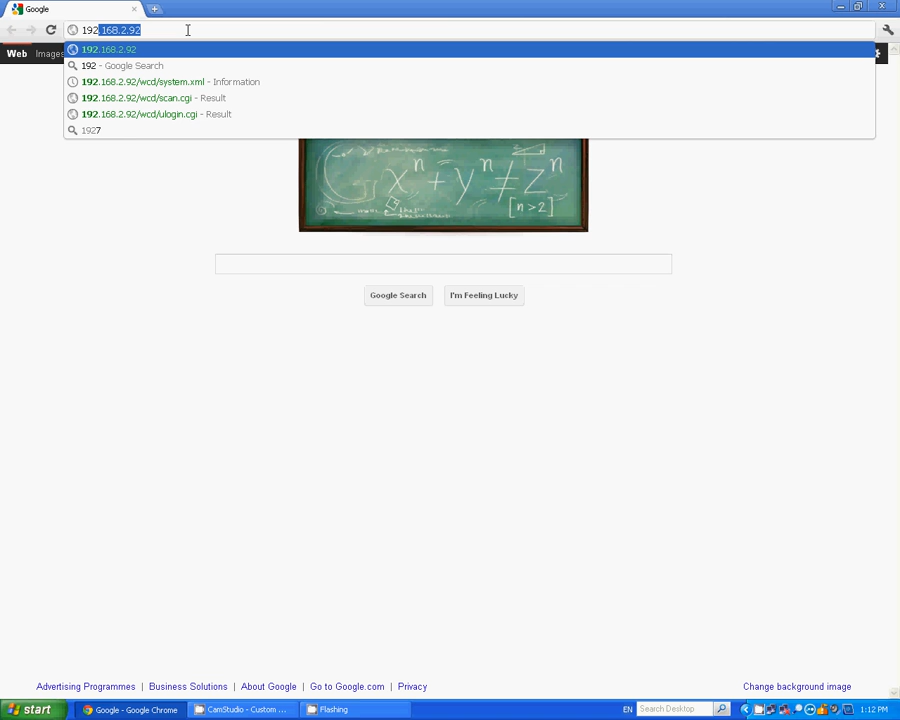 Google
192.168.2.92
Web Images
192.168.2.92
192 - Google Search
192.168.2.92/wcd/system.xml - Information
192.168.2.92/wcd/scan.cgi - Result
192.168.2.92/wcd/ulogin.cgi - Result
1927
xⁿ + yⁿ ≠ zⁿ
[n>2]
Google Search I'm Feeling Lucky
Advertising Programmes | Business Solutions | About Google | Go to Google.com | Privacy
Change background image
start Google - Google Chrome CamStudio - Custom ... Flashing EN Search Desktop 1:12 PM